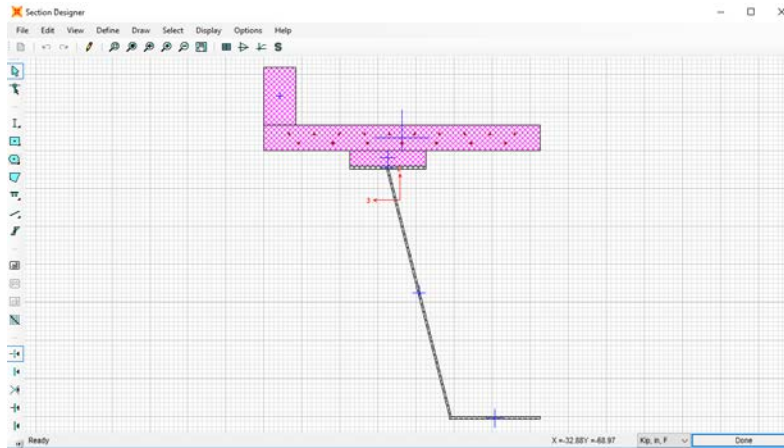 Section Designer
File Edit View Define Draw Select Display Options Help
S
3
Ready
X =-32.88Y =-68.97
Kip, in, F
Done